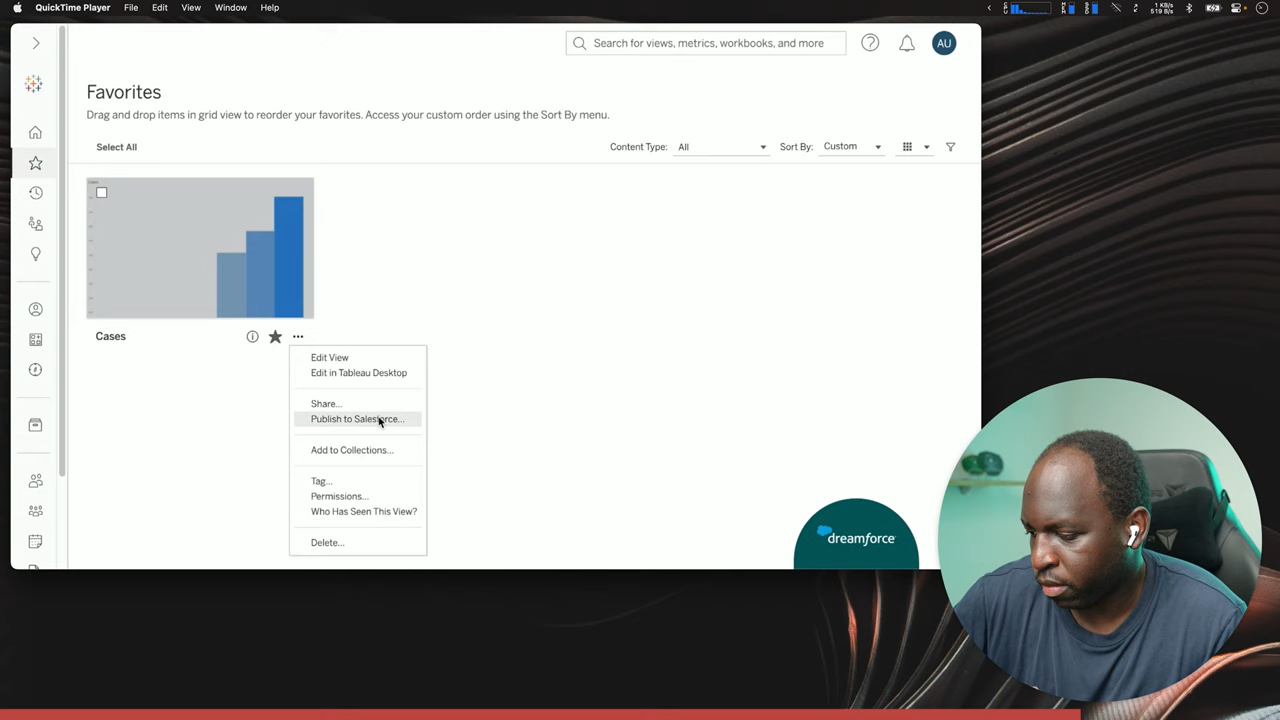 QuickTime Player File Edit View Window Help
1 KB/s
519 B/s
Search for views, metrics, workbooks, and more
AU
Favorites
Drag and drop items in grid view to reorder your favorites. Access your custom order using the Sort By menu.
Select All
Content Type: All
Sort By: Custom
Cases
Edit View
Edit in Tableau Desktop
Share...
Publish to Salesforce...
Add to Collections...
Tag...
Permissions...
Who Has Seen This View?
Delete...
dreamforce